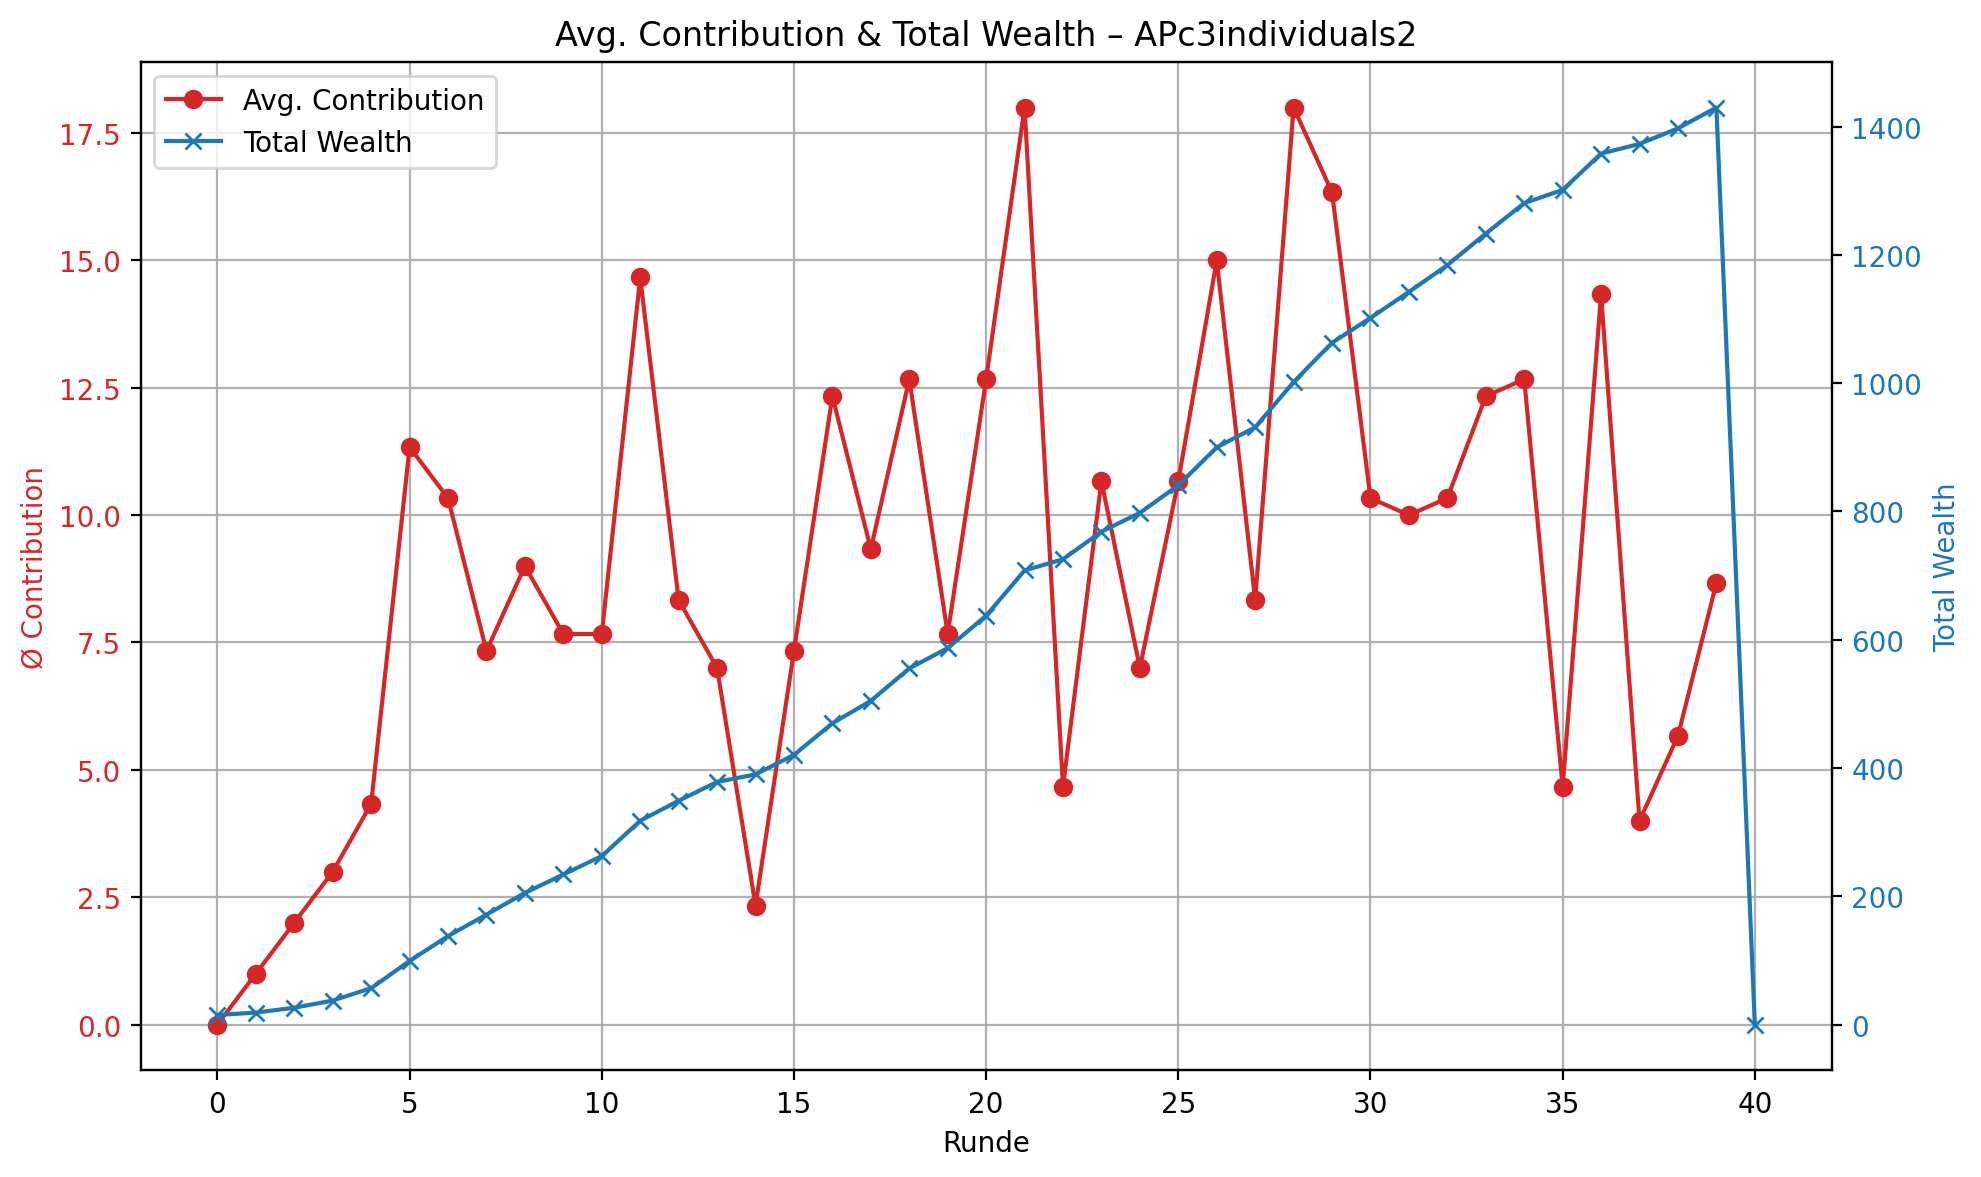 Avg. Contribution & Total Wealth – APc3individuals2
Avg. Contribution
Total Wealth
17.5
15.0
12.5
10.0
7.5
5.0
2.5
0.0
Ø Contribution
1400
1200
1000
800
600
400
200
0
Total Wealth
0 5 10 15 20 25 30 35 40
Runde